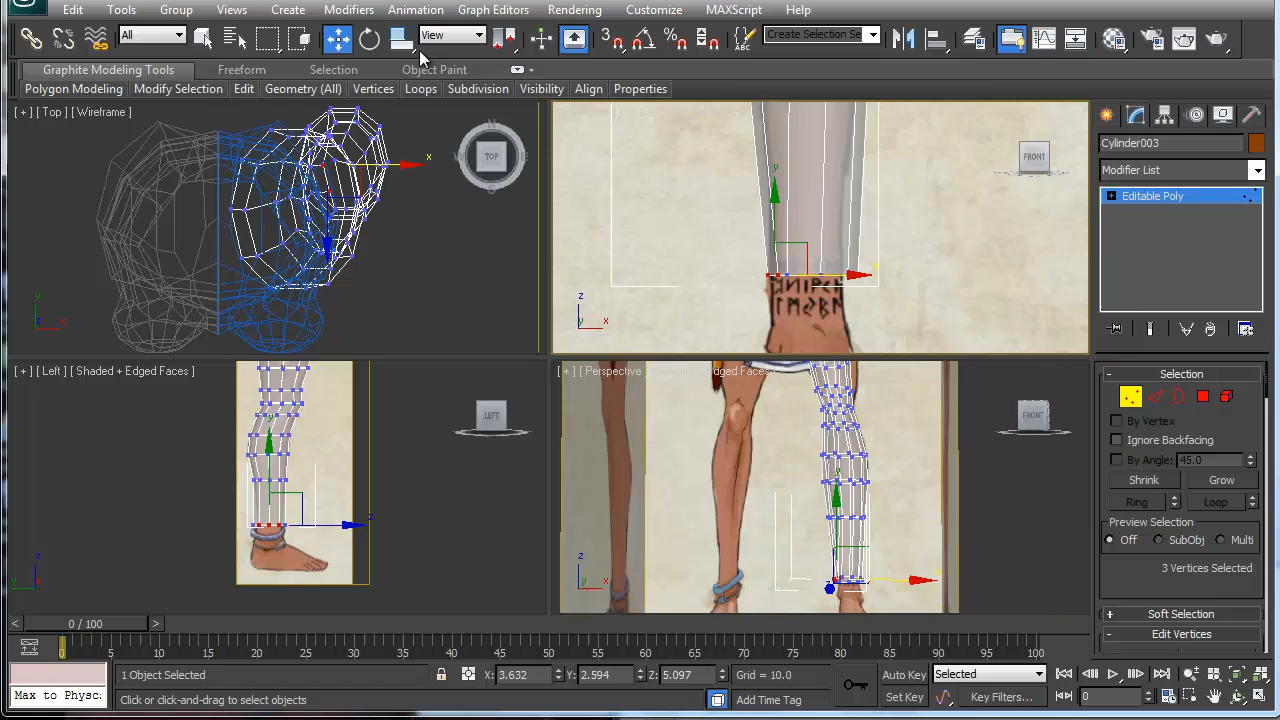 Edit Tools Group Views Create Modifiers Animation Graph Editors Rendering Customize MAXScript Help
All View 3 Create Selection Se
Graphite Modeling Tools Freeform Selection Object Paint
Polygon Modeling Modify Selection Edit Geometry (All) Vertices Loops Subdivision Visibility Align Properties
[ + ] [ Top ] [ Wireframe ]
TOP
x
y
x
FRONT
y
z
x
Cylinder003
Modifier List
Editable Poly
[ + ] [ Left ] [ Shaded + Edged Faces ]
LEFT
z
z
y
[ + ] [ Perspective ] Edged Faces ]
FRONT
y
z
x
Selection
By Vertex
Ignore Backfacing
By Angle: 45.0
Shrink Grow
Ring Loop
Preview Selection
Off SubObj Multi
3 Vertices Selected
Soft Selection
Edit Vertices
< 0 / 100 >
0 5 10 15 20 25 30 35 40 45 50 55 60 65 70 75 80 85 90 95 100
1 Object Selected X: 3.632 Y: 2.594 Z: 5.097 Grid = 10.0 Auto Key Selected
Max to Physc Click or click-and-drag to select objects Add Time Tag Set Key Key Filters... 0